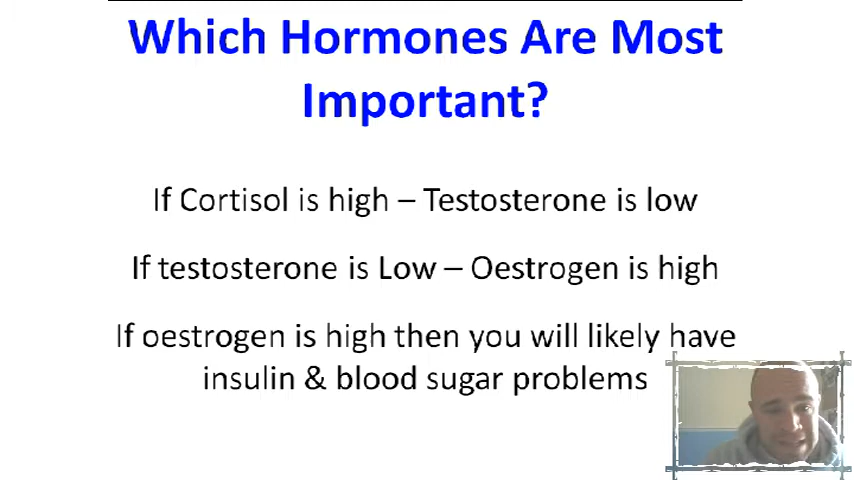 Which Hormones Are Most
Important?
If Cortisol is high – Testosterone is low
If testosterone is Low – Oestrogen is high
If oestrogen is high then you will likely have
insulin & blood sugar problems